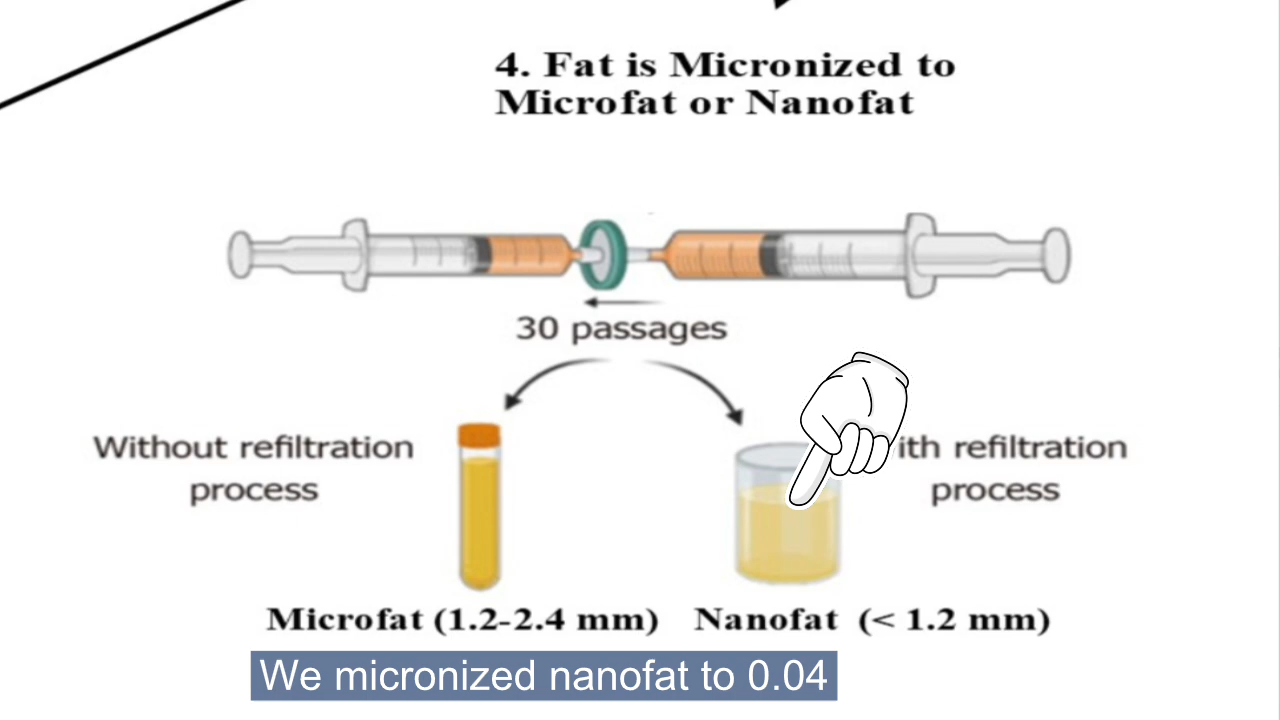 4. Fat is Micronized to
Microfat or Nanofat
30 passages
Without refiltration
process
ith refiltration
process
Microfat (1.2-2.4 mm)
Nanofat (< 1.2 mm)
We micronized nanofat to 0.04